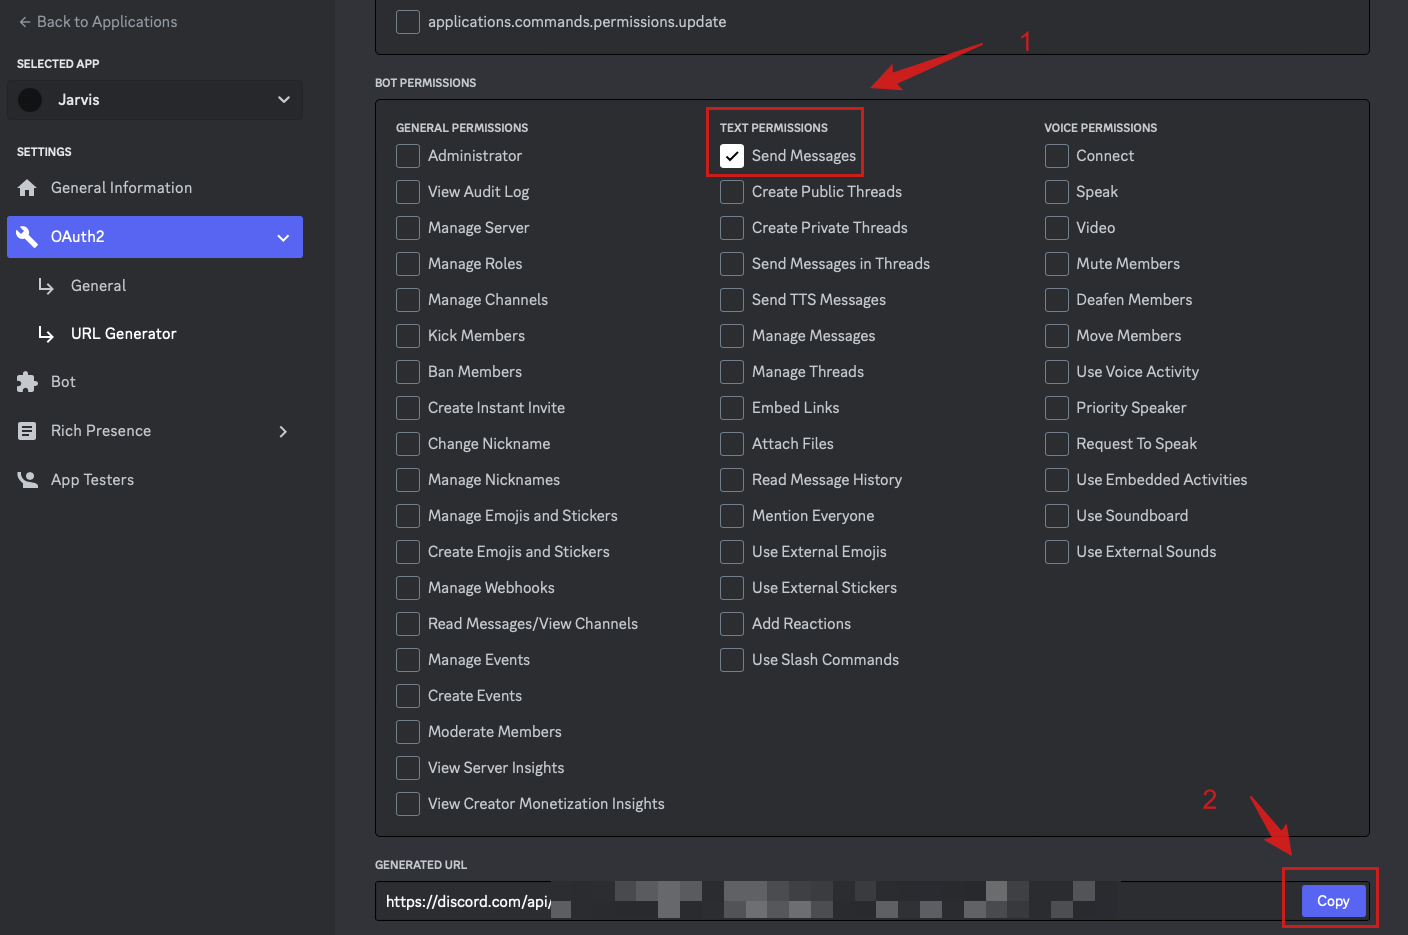 Back to Applications
SELECTED APP
Jarvis
SETTINGS
General Information
OAuth2
General
URL Generator
Bot
Rich Presence
App Testers
applications.commands.permissions.update
1
BOT PERMISSIONS
GENERAL PERMISSIONS
Administrator
View Audit Log
Manage Server
Manage Roles
Manage Channels
Kick Members
Ban Members
Create Instant Invite
Change Nickname
Manage Nicknames
Manage Emojis and Stickers
Create Emojis and Stickers
Manage Webhooks
Read Messages/View Channels
Manage Events
Create Events
Moderate Members
View Server Insights
View Creator Monetization Insights
TEXT PERMISSIONS
Send Messages
Create Public Threads
Create Private Threads
Send Messages in Threads
Send TTS Messages
Manage Messages
Manage Threads
Embed Links
Attach Files
Read Message History
Mention Everyone
Use External Emojis
Use External Stickers
Add Reactions
Use Slash Commands
VOICE PERMISSIONS
Connect
Speak
Video
Mute Members
Deafen Members
Move Members
Use Voice Activity
Priority Speaker
Request To Speak
Use Embedded Activities
Use Soundboard
Use External Sounds
2
GENERATED URL
https://discord.com/api/
Copy